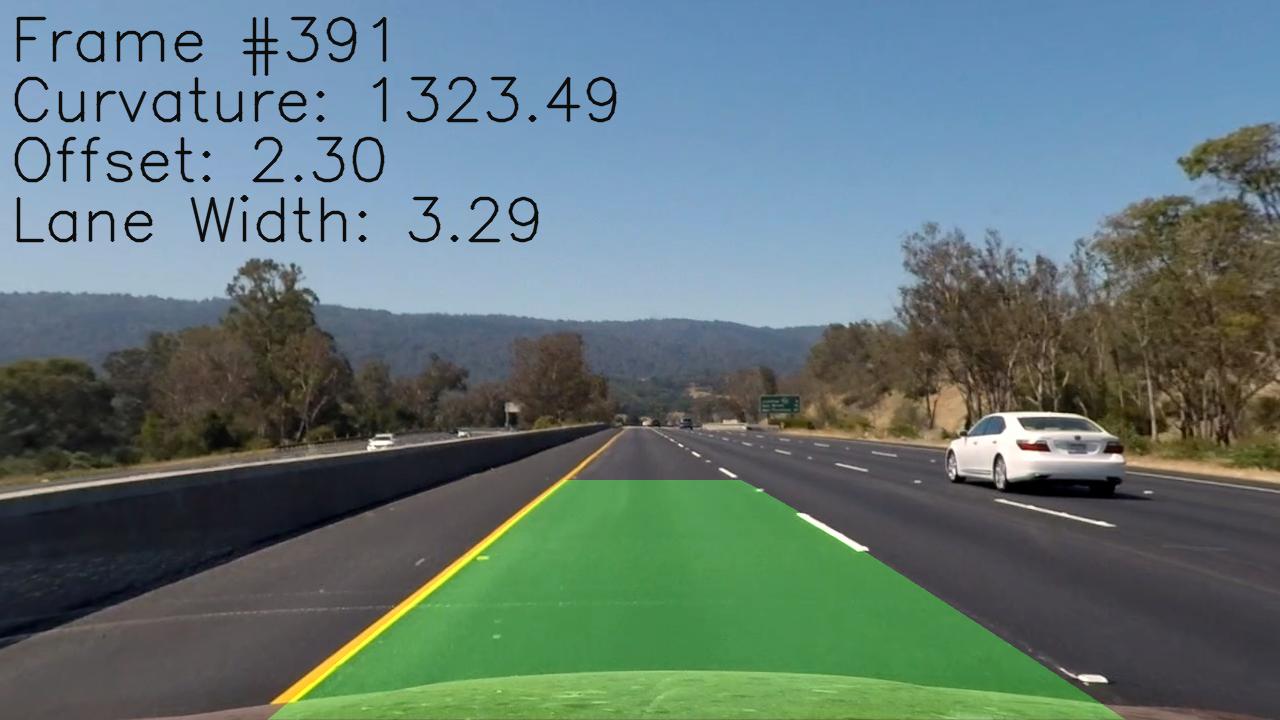 Frame #391
Curvature: 1323.49
Offset: 2.30
Lane Width: 3.29